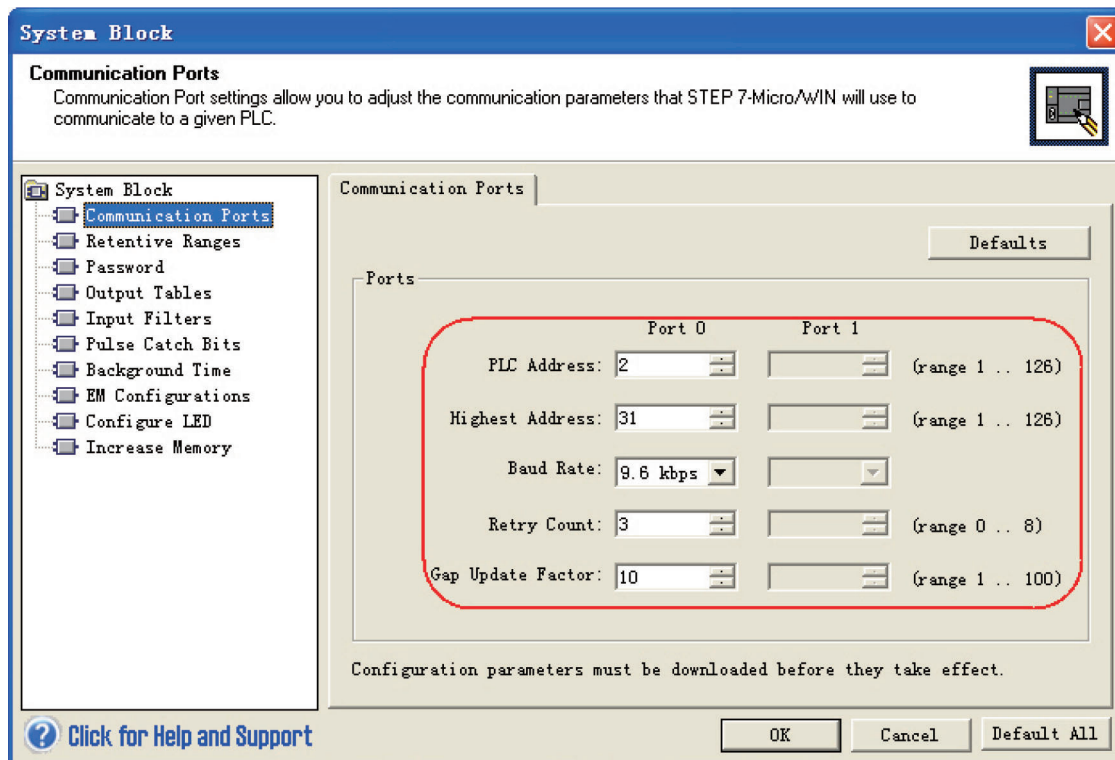 System Block
Communication Ports
Communication Port settings allow you to adjust the communication parameters that STEP 7-Micro/WIN will use to
communicate to a given PLC.
System Block
Communication Ports
Retentive Ranges
Password
Output Tables
Input Filters
Pulse Catch Bits
Background Time
EM Configurations
Configure LED
Increase Memory
Communication Ports
Defaults
Ports
Port 0 Port 1
PLC Address: 2 (range 1 .. 126)
Highest Address: 31 (range 1 .. 126)
Baud Rate: 9.6 kbps
Retry Count: 3 (range 0 .. 8)
Gap Update Factor: 10 (range 1 .. 100)
Configuration parameters must be downloaded before they take effect.
Click for Help and Support
OK Cancel Default All